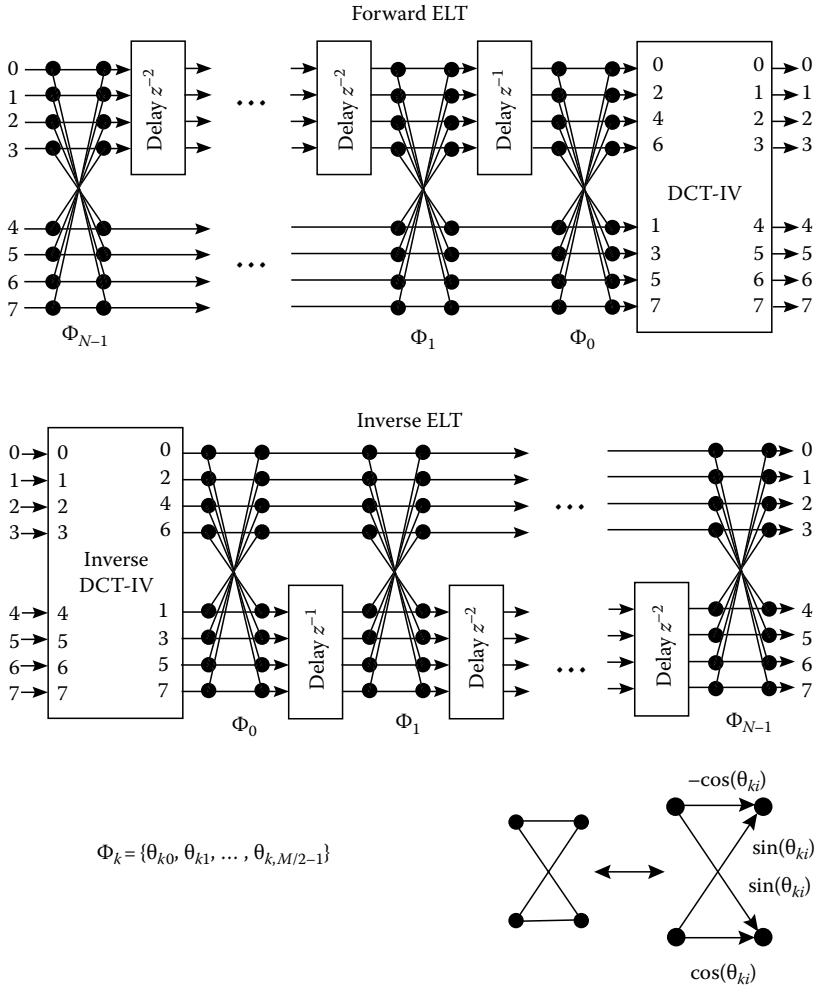 Forward ELT
0 0 0 0
1 2 1 1
2 4 2 2
3 6 3 3
Delay z⁻²
...
Delay z⁻²
Delay z⁻¹
DCT-IV
4 1 4 4
5 3 5 5
...
6 5 6 6
7 7 7 7
Φ_{N–1}
Φ₁
Φ₀
Inverse ELT
0 0 0 0
1 1 2 1
2 2 4 2
...
3 3 6 3
Inverse
DCT-IV
4 4 1 4
5 5 3 5
6 6 5 6
7 7 7 7
Delay z⁻¹
Delay z⁻²
...
Delay z⁻²
Φ₀
Φ₁
Φ_{N–1}
Φ_k = {θ_{k0}, θ_{k1}, … , θ_{k,M/2–1}}
–cos(θ_{ki})
sin(θ_{ki})
sin(θ_{ki})
cos(θ_{ki})